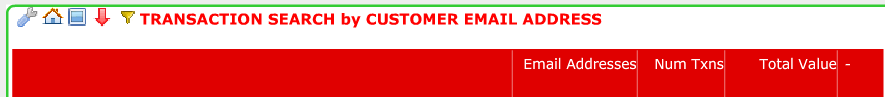 TRANSACTION SEARCH by CUSTOMER EMAIL ADDRESS
Email Addresses Num Txns Total Value -